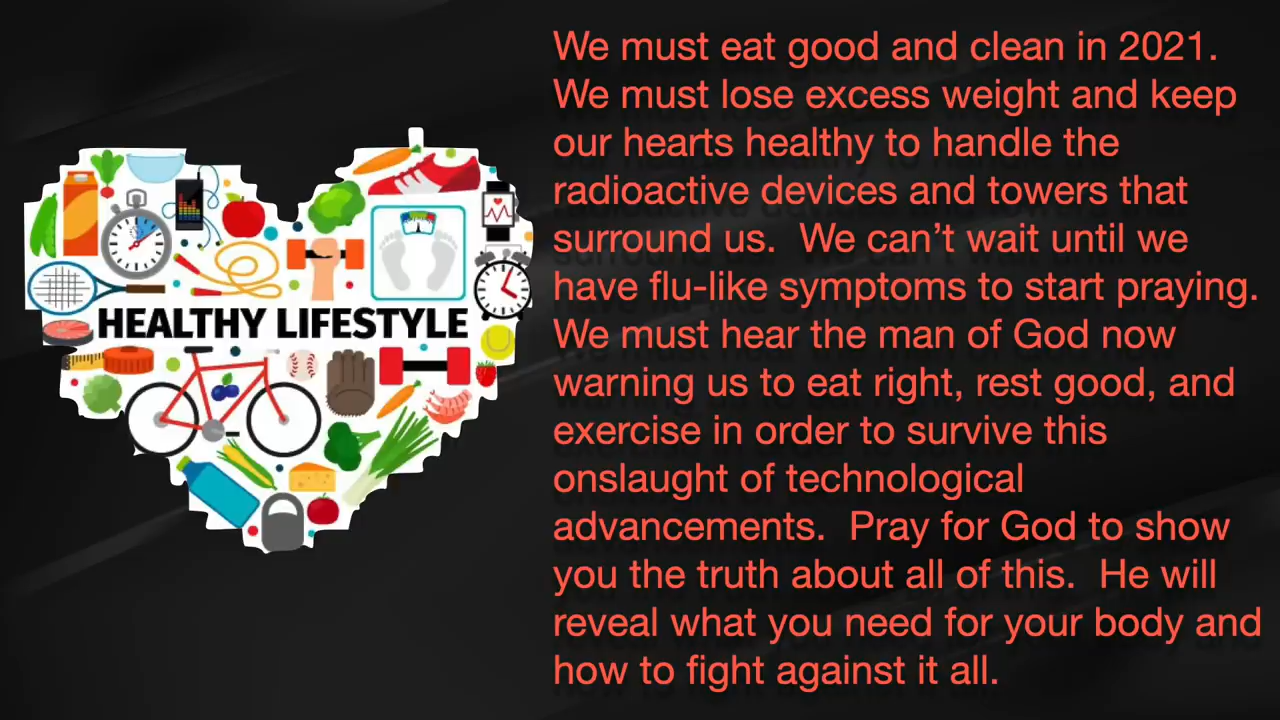 HEALTHY LIFESTYLE
We must eat good and clean in 2021.
We must lose excess weight and keep
our hearts healthy to handle the
radioactive devices and towers that
surround us.  We can’t wait until we
have flu-like symptoms to start praying.
We must hear the man of God now
warning us to eat right, rest good, and
exercise in order to survive this
onslaught of technological
advancements.  Pray for God to show
you the truth about all of this.  He will
reveal what you need for your body and
how to fight against it all.